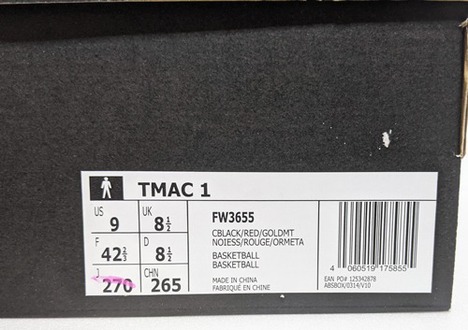 TMAC 1
US 9 UK 8½
F 42⅔ D 8½
J 270 CHN 265
FW3655
CBLACK/RED/GOLDMT
NOIESS/ROUGE/ORMETA
BASKETBALL
BASKETBALL
MADE IN CHINA
FABRIQUÉ EN CHINE
4 060519 175855
EAN PO# 125342878
ABSBOX/0314/V10